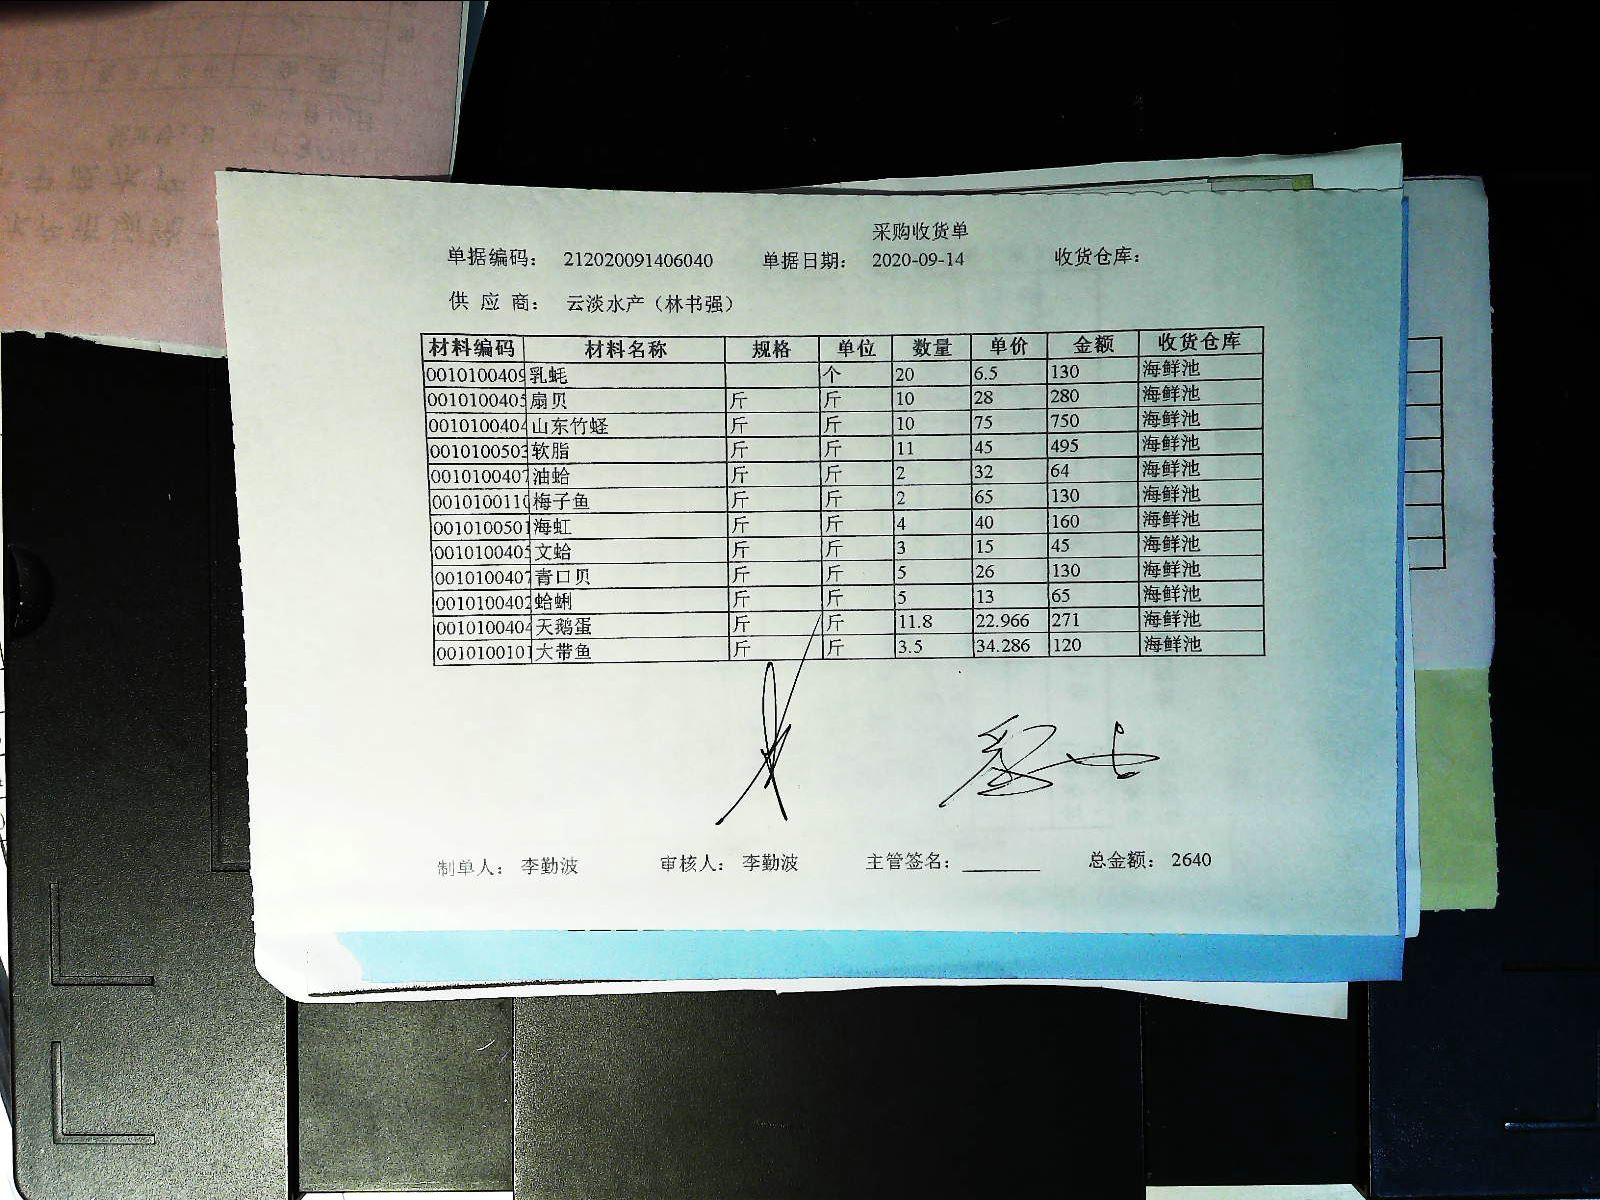 采购收货单
单据编码： 212020091406040 单据日期： 2020-09-14 收货仓库：
供 应 商： 云淡水产（林书强）
材料编码 材料名称 规格 单位 数量 单价 金额 收货仓库
0010100409 乳蚝 个 20 6.5 130 海鲜池
0010100405 扇贝 斤 斤 10 28 280 海鲜池
0010100404 山东竹蛏 斤 斤 10 75 750 海鲜池
0010100503 软脂 斤 斤 11 45 495 海鲜池
0010100407 油蛤 斤 斤 2 32 64 海鲜池
0010100110 梅子鱼 斤 斤 2 65 130 海鲜池
0010100501 海虹 斤 斤 4 40 160 海鲜池
0010100405 文蛤 斤 斤 3 15 45 海鲜池
0010100407 青口贝 斤 斤 5 26 130 海鲜池
0010100402 蛤蜊 斤 斤 5 13 65 海鲜池
0010100404 天鹅蛋 斤 斤 11.8 22.966 271 海鲜池
0010100101 大带鱼 斤 斤 3.5 34.286 120 海鲜池
制单人： 李勤波 审核人： 李勤波 主管签名： 总金额： 2640